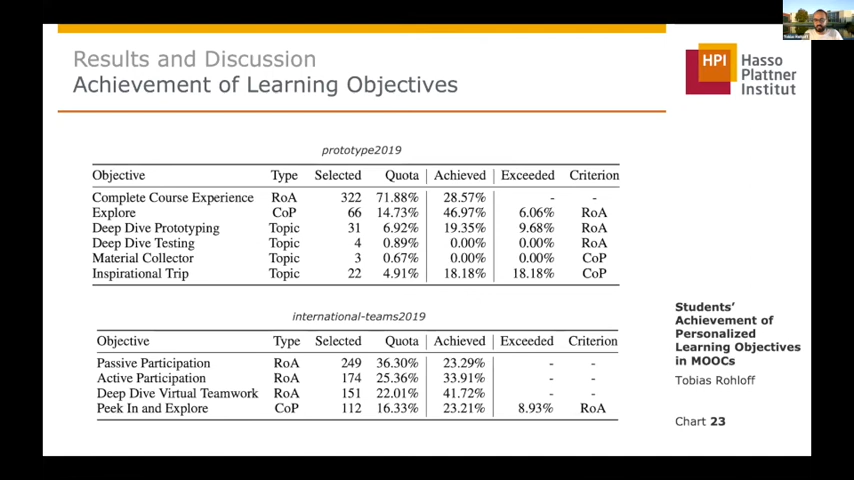 Results and Discussion
Achievement of Learning Objectives
HPI Hasso
Plattner
Institut
prototype2019
Objective Type Selected Quota Achieved Exceeded Criterion
Complete Course Experience RoA 322 71.88% 28.57% - -
Explore CoP 66 14.73% 46.97% 6.06% RoA
Deep Dive Prototyping Topic 31 6.92% 19.35% 9.68% RoA
Deep Dive Testing Topic 4 0.89% 0.00% 0.00% RoA
Material Collector Topic 3 0.67% 0.00% 0.00% CoP
Inspirational Trip Topic 22 4.91% 18.18% 18.18% CoP
international-teams2019
Objective Type Selected Quota Achieved Exceeded Criterion
Passive Participation RoA 249 36.30% 23.29% - -
Active Participation RoA 174 25.36% 33.91% - -
Deep Dive Virtual Teamwork RoA 151 22.01% 41.72% - -
Peek In and Explore CoP 112 16.33% 23.21% 8.93% RoA
Students'
Achievement of
Personalized
Learning Objectives
in MOOCs
Tobias Rohloff
Chart 23
Tobias Rohloff